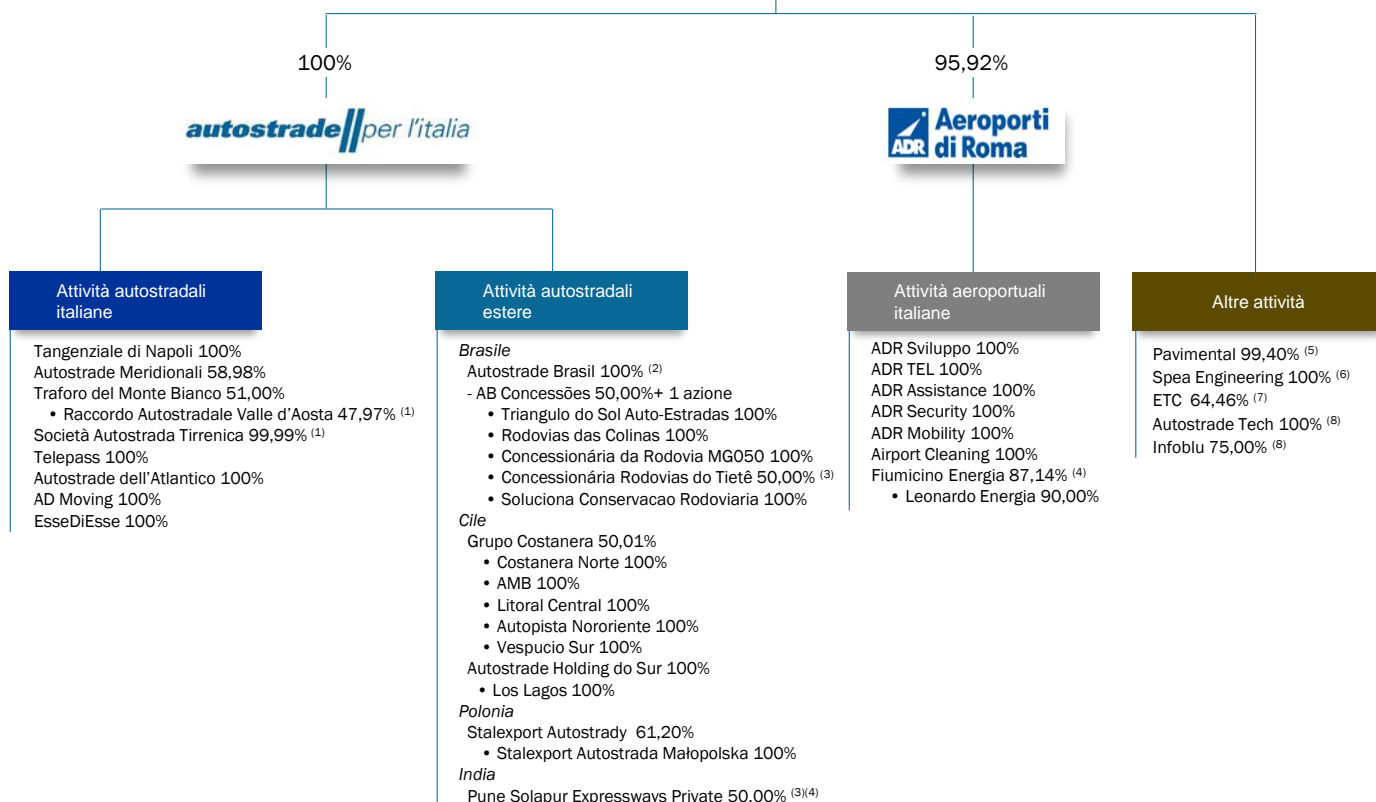 100%
95,92%
autostrade//per l'italia
ADR Aeroporti
di Roma
Attività autostradali
italiane
Tangenziale di Napoli 100%
Autostrade Meridionali 58,98%
Traforo del Monte Bianco 51,00%
• Raccordo Autostradale Valle d'Aosta 47,97% (1)
Società Autostrada Tirrenica 99,99% (1)
Telepass 100%
Autostrade dell'Atlantico 100%
AD Moving 100%
EsseDiEsse 100%
Attività autostradali
estere
Brasile
Autostrade Brasil 100% (2)
- AB Concessões 50,00%+ 1 azione
• Triangulo do Sol Auto-Estradas 100%
• Rodovias das Colinas 100%
• Concessionária da Rodovia MG050 100%
• Concessionária Rodovias do Tietê 50,00% (3)
• Soluciona Conservacao Rodoviaria 100%
Cile
Grupo Costanera 50,01%
• Costanera Norte 100%
• AMB 100%
• Litoral Central 100%
• Autopista Nororiente 100%
• Vespucio Sur 100%
Autostrade Holding do Sur 100%
• Los Lagos 100%
Polonia
Stalexport Autostrady 61,20%
• Stalexport Autostrada Małopolska 100%
India
Pune Solapur Expressways Private 50,00% (3)(4)
Attività aeroportuali
italiane
ADR Sviluppo 100%
ADR TEL 100%
ADR Assistance 100%
ADR Security 100%
ADR Mobility 100%
Airport Cleaning 100%
Fiumicino Energia 87,14% (4)
• Leonardo Energia 90,00%
Altre attività
Pavimental 99,40% (5)
Spea Engineering 100% (6)
ETC 64,46% (7)
Autostrade Tech 100% (8)
Infoblu 75,00% (8)